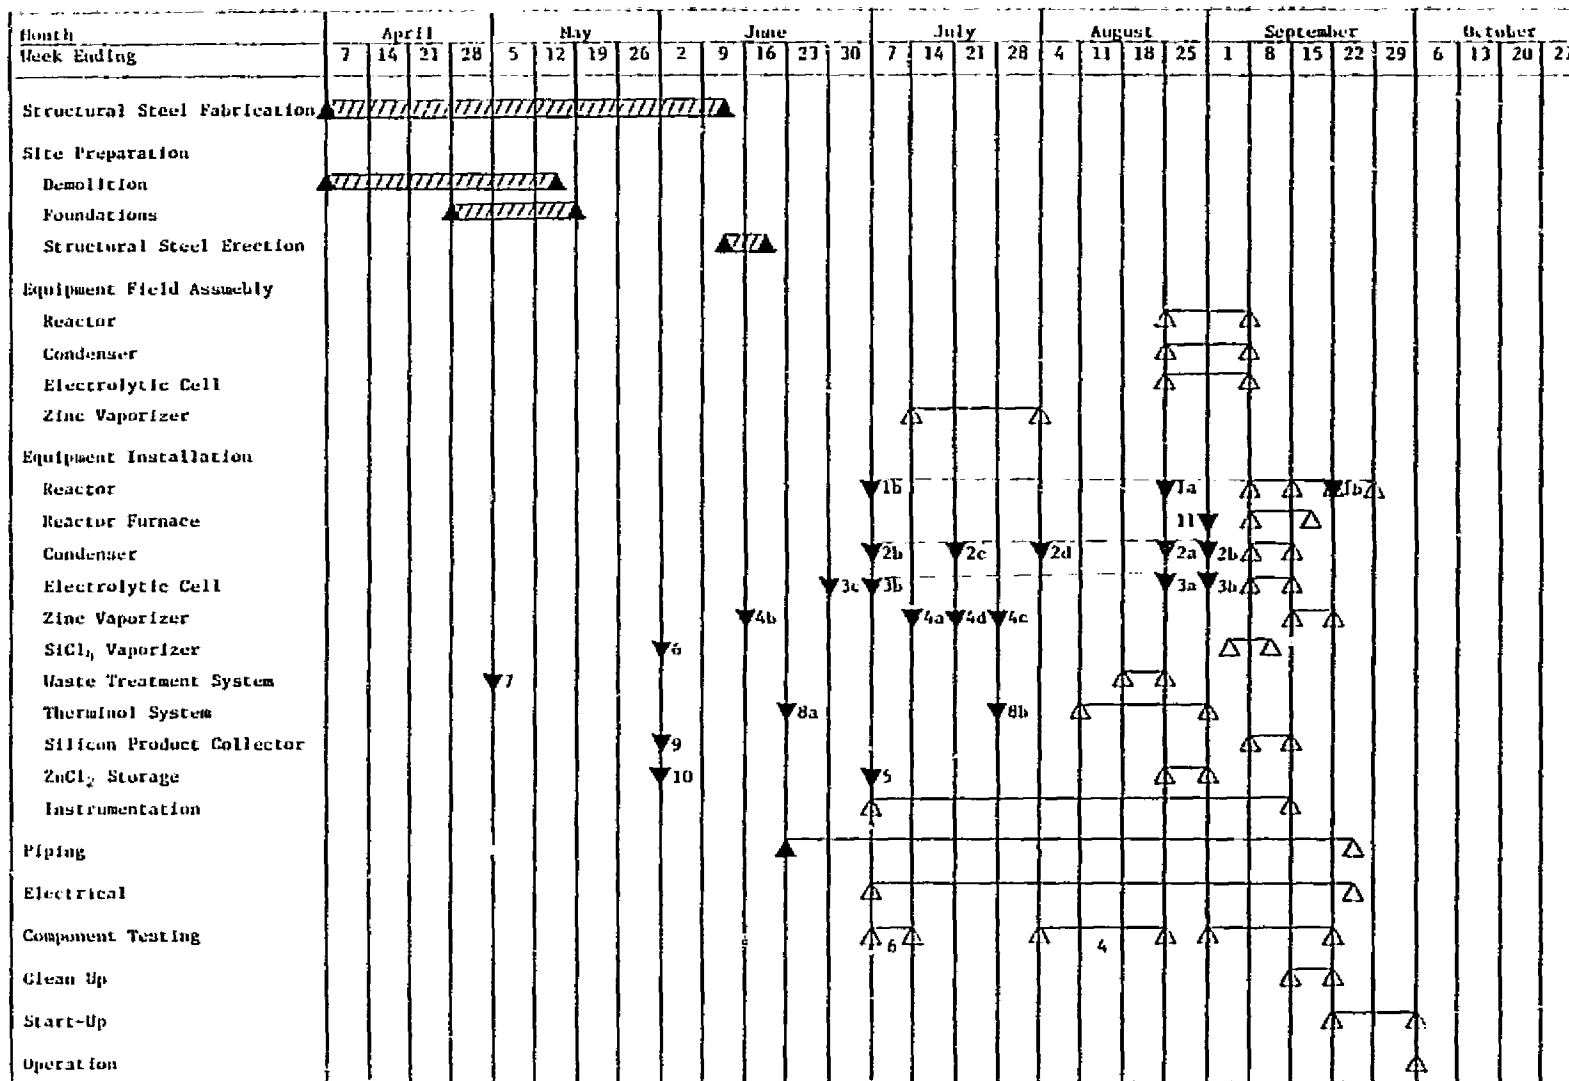 Month April May June July August September October
Week Ending 7 14 21 28 5 12 19 26 2 9 16 23 30 7 14 21 28 4 11 18 25 1 8 15 22 29 6 13 20 27
Structural Steel Fabrication
Site Preparation
Demolition
Foundations
Structural Steel Erection
Equipment Field Assmebly
Reactor
Condenser
Electrolytic Cell
Zinc Vaporizer
Equipment Installation
Reactor 1b 1a 1b
Reactor Furnace 11
Condenser 2b 2c 2d 2a 2b
Electrolytic Cell 3c 3b 3a 3b
Zinc Vaporizer 4b 4a 4d 4c
SiCl4 Vaporizer 6
Waste Treatment System 7
Therminol System 8a 8b
Silicon Product Collector 9
ZnCl2 Storage 10 5
Instrumentation
Piping
Electrical
Component Testing 6 4
Clean Up
Start-Up
Operation